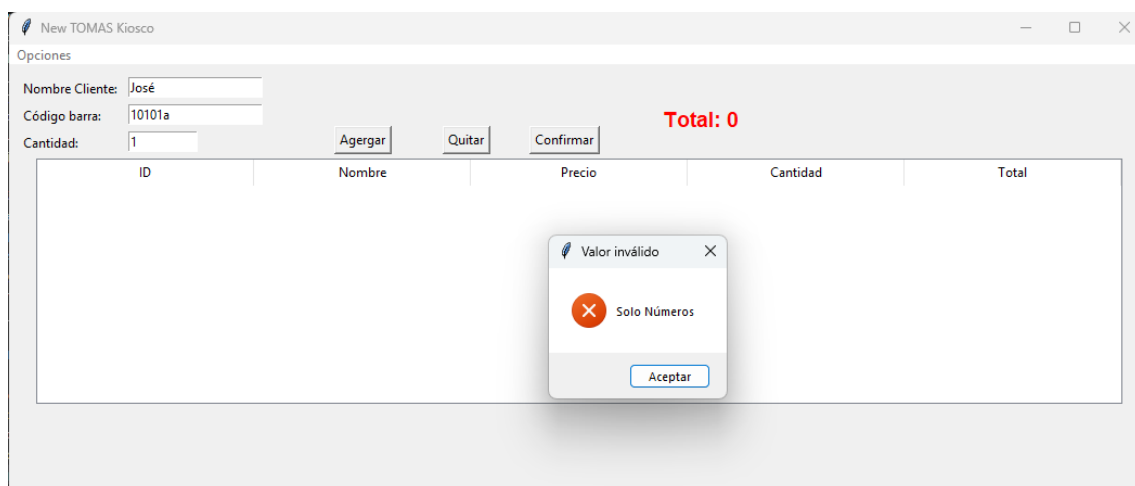 New TOMAS Kiosco
Opciones
Nombre Cliente: José
Código barra: 10101a
Total: 0
Cantidad: 1 Agergar Quitar Confirmar
ID Nombre Precio Cantidad Total
Valor inválido
Solo Números
Aceptar